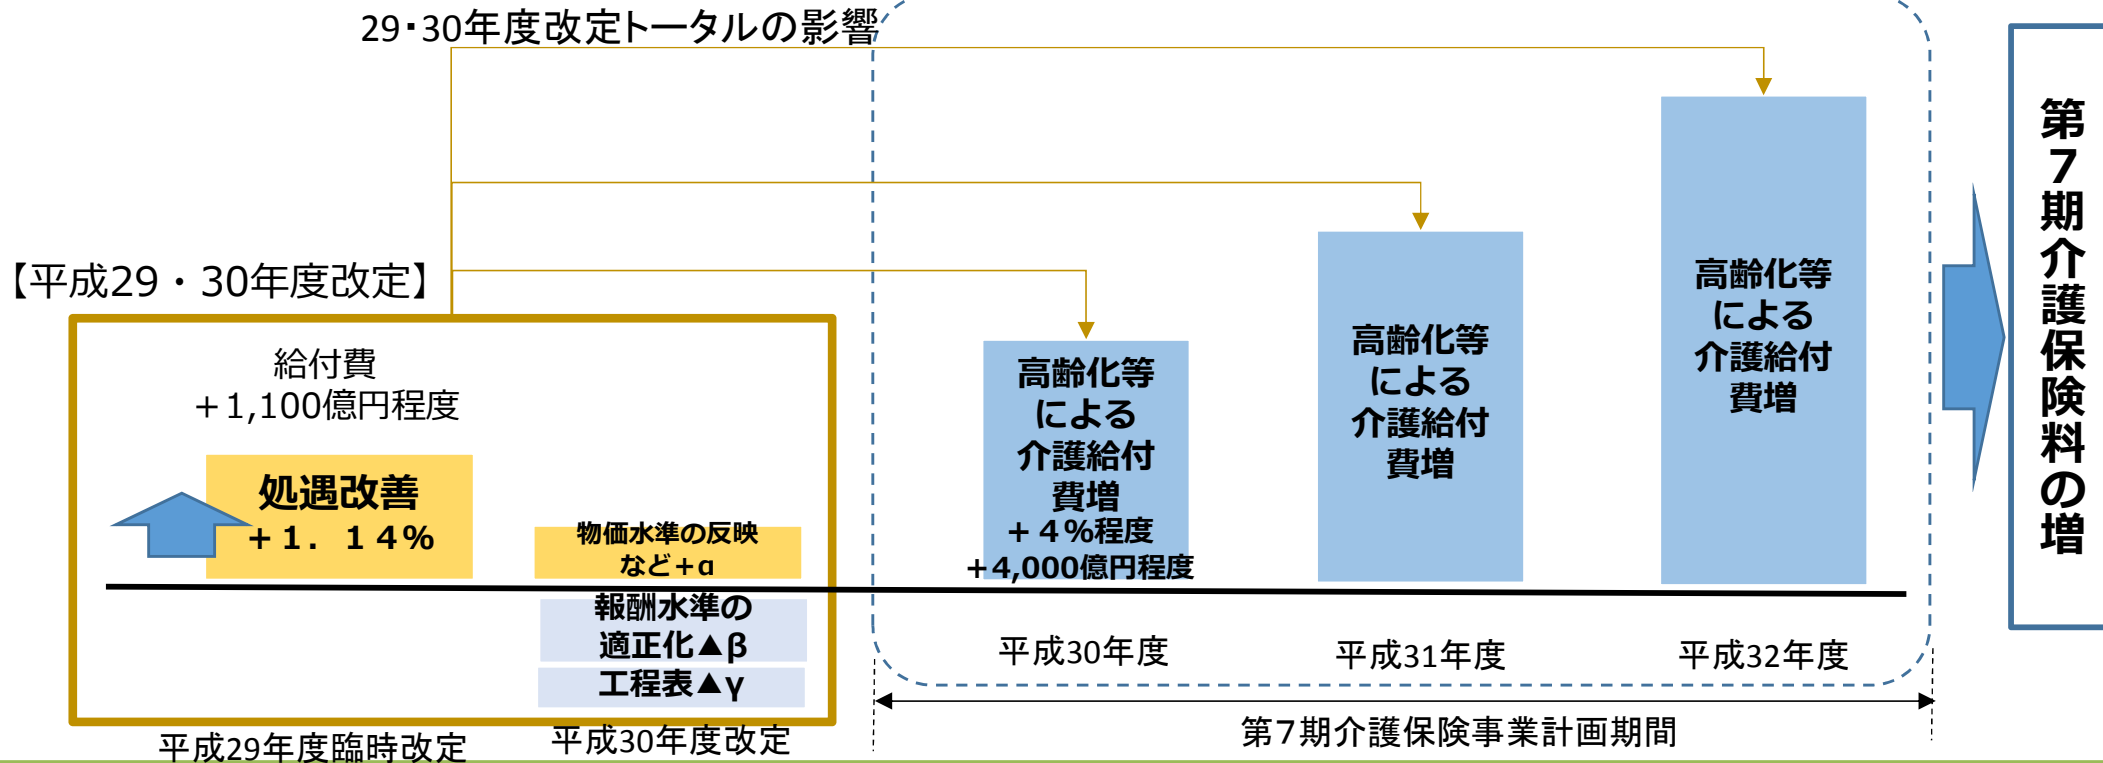 29・30年度改定トータルの影響
【平成29・30年度改定】
給付費
+1,100億円程度
処遇改善
+1．14%
物価水準の反映
など+α
報酬水準の
適正化▲β
工程表▲γ
平成29年度臨時改定
平成30年度改定
高齢化等
による
介護給付
費増
+4%程度
+4,000億円程度
平成30年度
高齢化等
による
介護給付
費増
平成31年度
高齢化等
による
介護給付
費増
平成32年度
第7期介護保険事業計画期間
第7期介護保険料の増